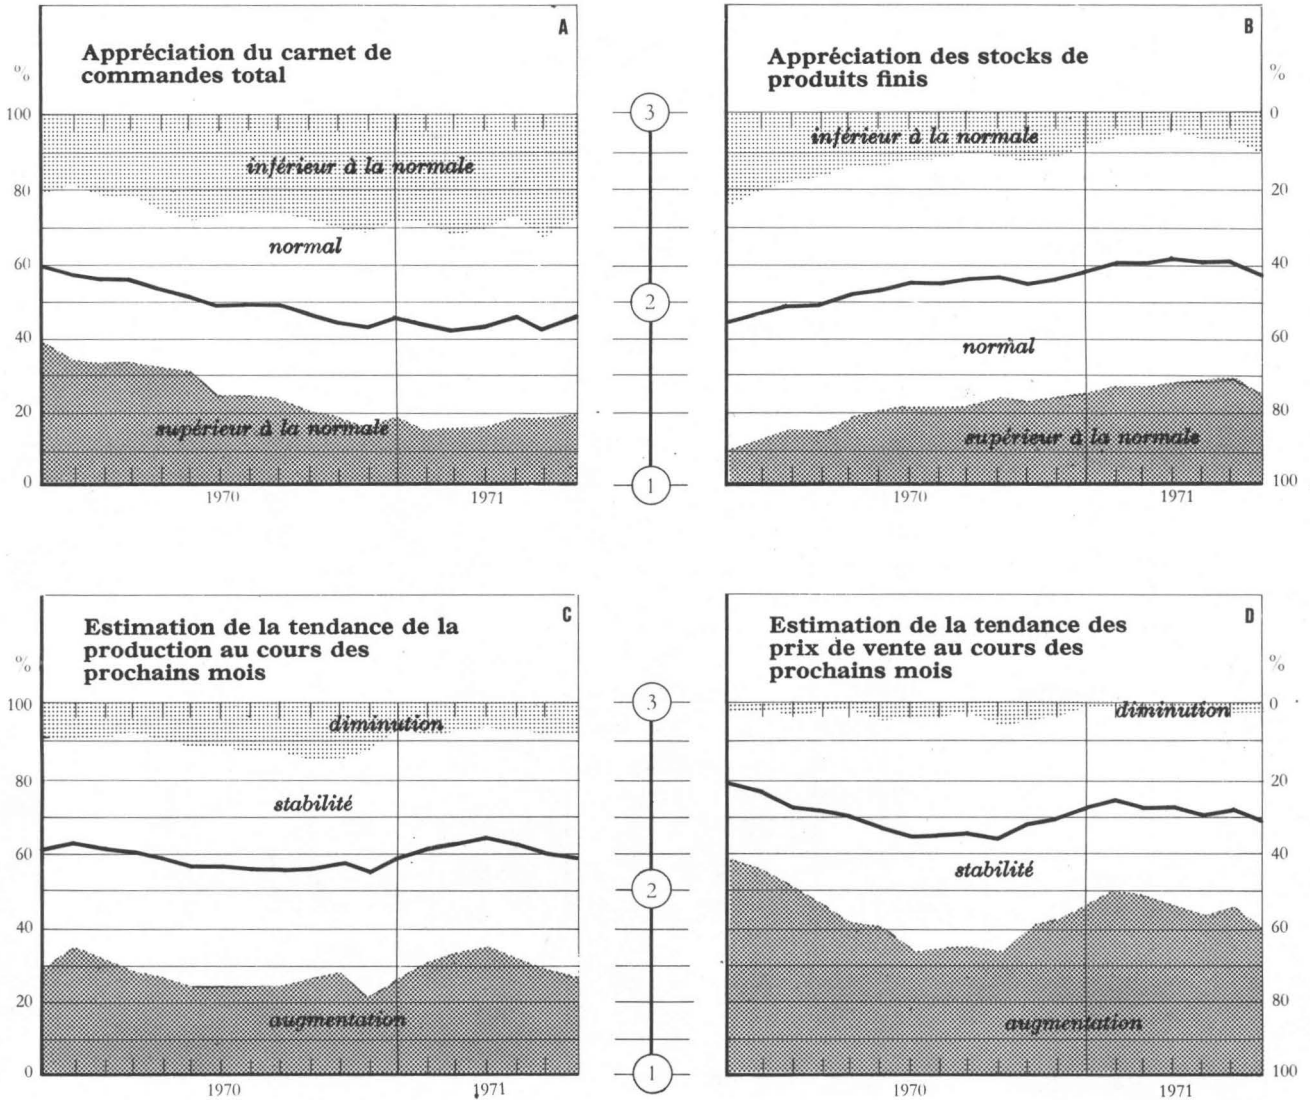 A
Appréciation du carnet de
commandes total
%
100
80
60
40
20
0
inférieur à la normale
normal
supérieur à la normale
1970
1971
3
2
1
B
Appréciation des stocks de
produits finis
%
0
20
40
60
80
100
inférieur à la normale
normal
supérieur à la normale
1970
1971
C
Estimation de la tendance de la
production au cours des
prochains mois
%
100
80
60
40
20
0
diminution
stabilité
augmentation
1970
1971
3
2
1
D
Estimation de la tendance des
prix de vente au cours des
prochains mois
%
0
20
40
60
80
100
diminution
stabilité
augmentation
1970
1971